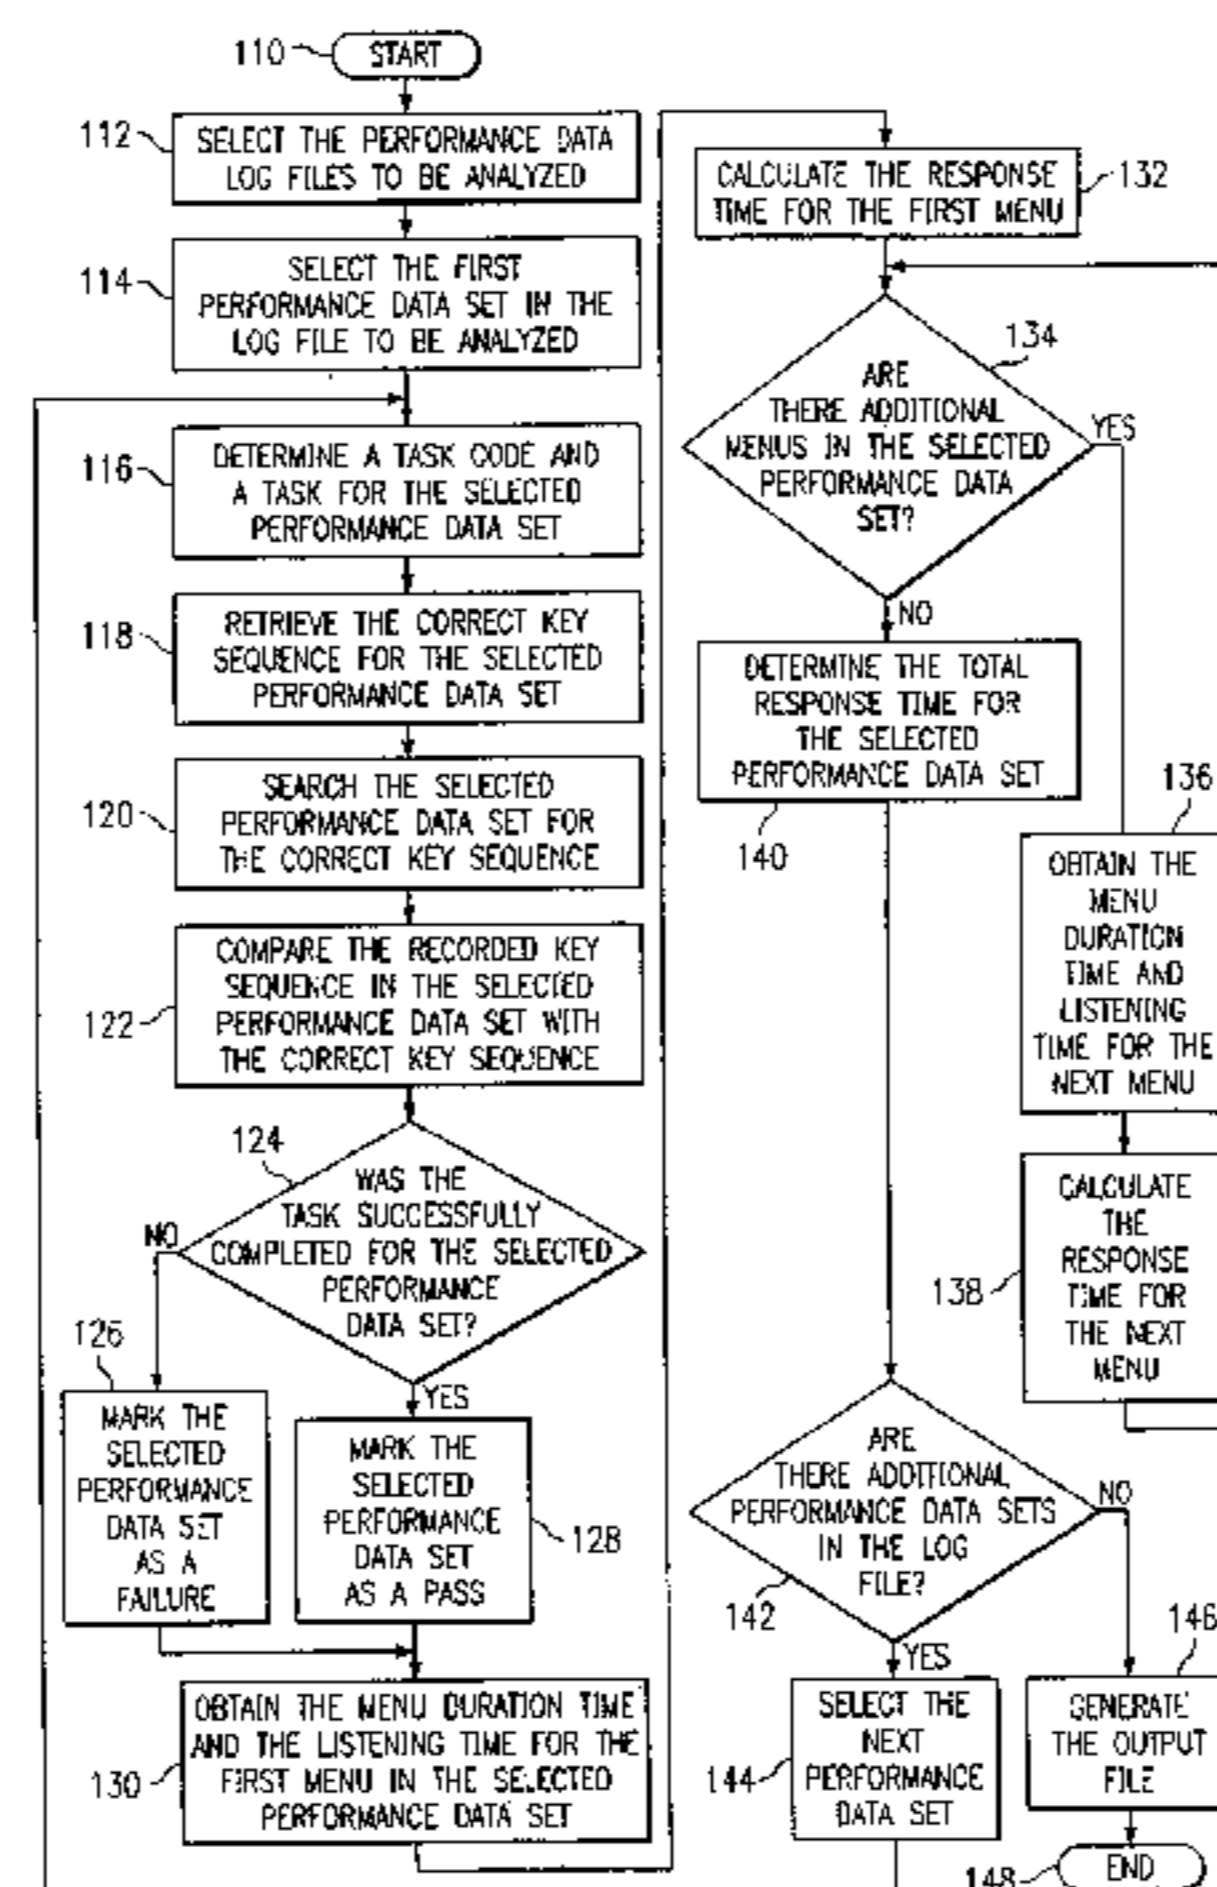 110
START
112
SELECT THE PERFORMANCE DATA
LOG FILES TO BE ANALYZED
114
SELECT THE FIRST
PERFORMANCE DATA SET IN THE
LOG FILE TO BE ANALYZED
116
DETERMINE A TASK CODE AND
A TASK FOR THE SELECTED
PERFORMANCE DATA SET
118
RETRIEVE THE CORRECT KEY
SEQUENCE FOR THE SELECTED
PERFORMANCE DATA SET
120
SEARCH THE SELECTED
PERFORMANCE DATA SET FOR
THE CORRECT KEY SEQUENCE
122
COMPARE THE RECORDED KEY
SEQUENCE IN THE SELECTED
PERFORMANCE DATA SET WITH
THE CORRECT KEY SEQUENCE
124
WAS THE
TASK SUCCESSFULLY
COMPLETED FOR THE SELECTED
PERFORMANCE
DATA SET?
NO
YES
126
MARK THE
SELECTED
PERFORMANCE
DATA SET
AS A
FAILURE
MARK THE
SELECTED
PERFORMANCE
DATA SET
AS A PASS
128
130
OBTAIN THE MENU DURATION TIME
AND THE LISTENING TIME FOR THE
FIRST MENU IN THE SELECTED
PERFORMANCE DATA SET
CALCULATE THE RESPONSE
TIME FOR THE FIRST MENU
132
134
ARE
THERE ADDITIONAL
MENUS IN THE SELECTED
PERFORMANCE DATA
SET?
YES
NO
DETERMINE THE TOTAL
RESPONSE TIME FOR
THE SELECTED
PERFORMANCE DATA SET
140
136
OBTAIN THE
MENU
DURATION
TIME AND
LISTENING
TIME FOR THE
NEXT MENU
138
CALCULATE
THE
RESPONSE
TIME FOR
THE NEXT
MENU
ARE
THERE ADDITIONAL
PERFORMANCE DATA SETS
IN THE LOG
FILE?
142
NO
YES
144
SELECT THE
NEXT
PERFORMANCE
DATA SET
146
GENERATE
THE OUTPUT
FILE
148
END